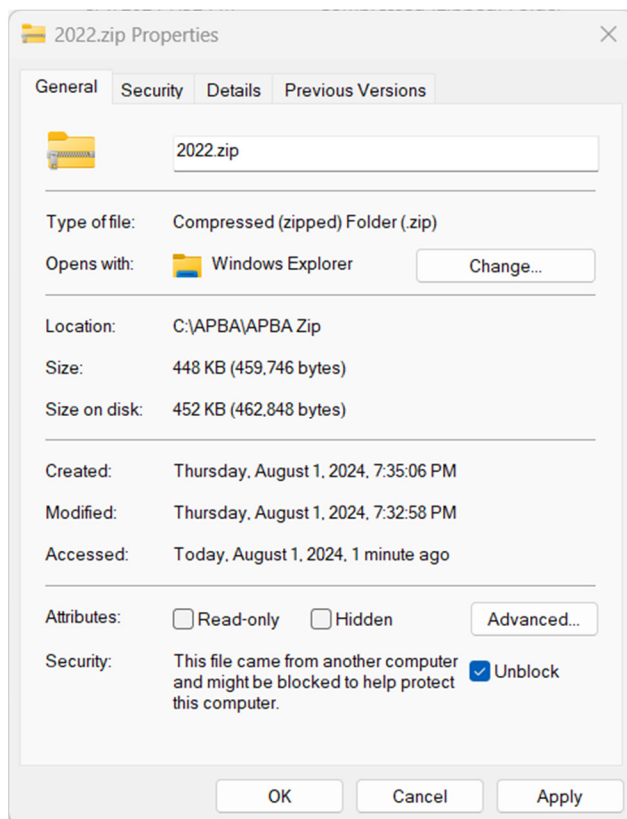 2022.zip Properties
General Security Details Previous Versions
2022.zip
Type of file: Compressed (zipped) Folder (.zip)
Opens with: Windows Explorer Change...
Location: C:\APBA\APBA Zip
Size: 448 KB (459,746 bytes)
Size on disk: 452 KB (462,848 bytes)
Created: Thursday, August 1, 2024, 7:35:06 PM
Modified: Thursday, August 1, 2024, 7:32:58 PM
Accessed: Today, August 1, 2024, 1 minute ago
Attributes: Read-only Hidden Advanced...
Security: This file came from another computer
and might be blocked to help protect
this computer.
Unblock
OK Cancel Apply